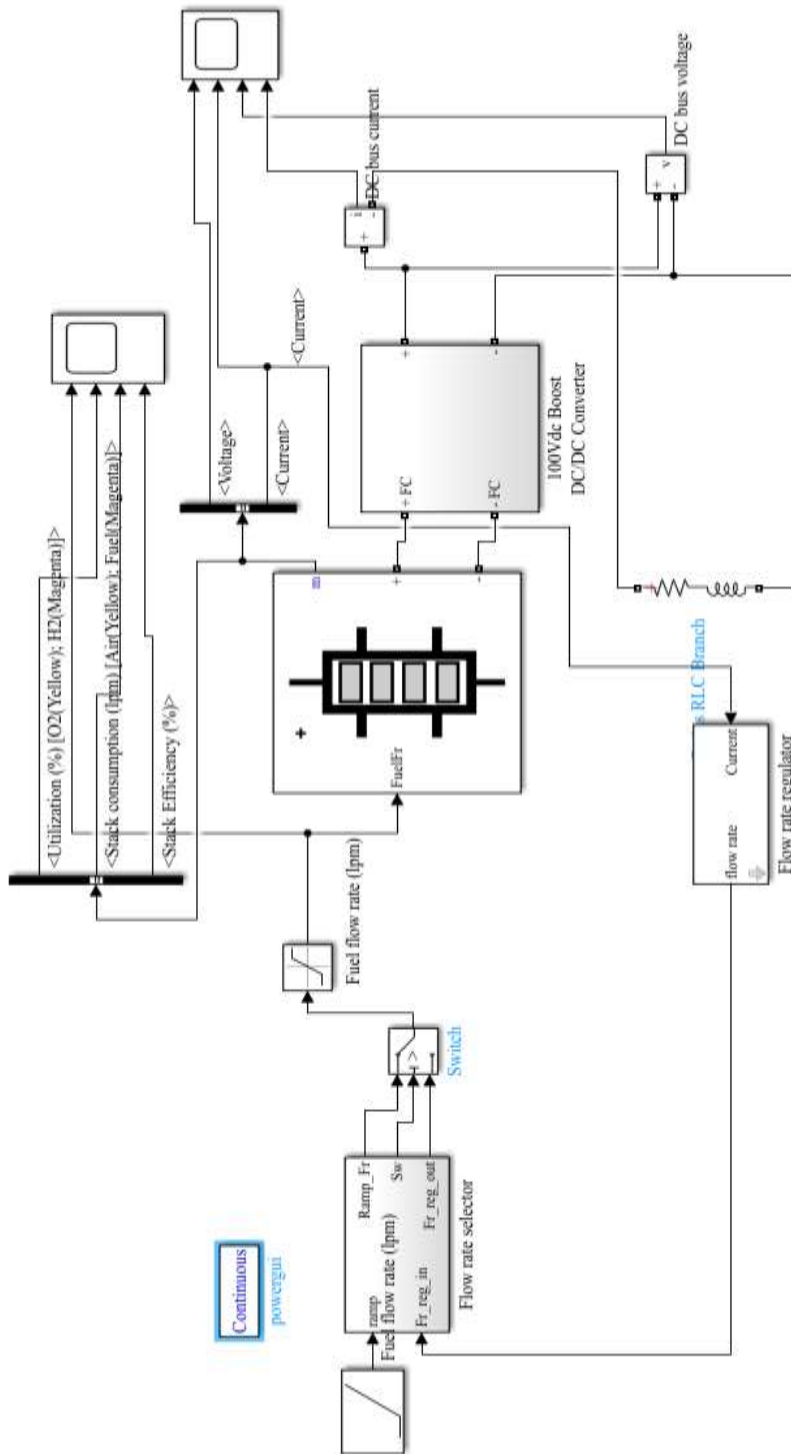 <Utilization (%) [O2(Yellow); H2(Magenta)]>
<Stack consumption (lpm) [Air(Yellow); Fuel(Magenta)]>
<Stack Efficiency (%)>
<Voltage>
<Current>
<Current>
Continuous
powergui
ramp
Fuel flow rate (lpm)
Fr_reg_in
Ramp_Fr
Sw
Fr_reg_out
Flow rate selector
>
Switch
Fuel flow rate (lpm)
FuelFr
+
m
+
-
+ FC
- FC
+
-
100Vdc Boost
DC/DC Converter
+
i
-
DC bus current
+
-
v
DC bus voltage
+
s RLC Branch
flow rate
Current
Flow rate regulator